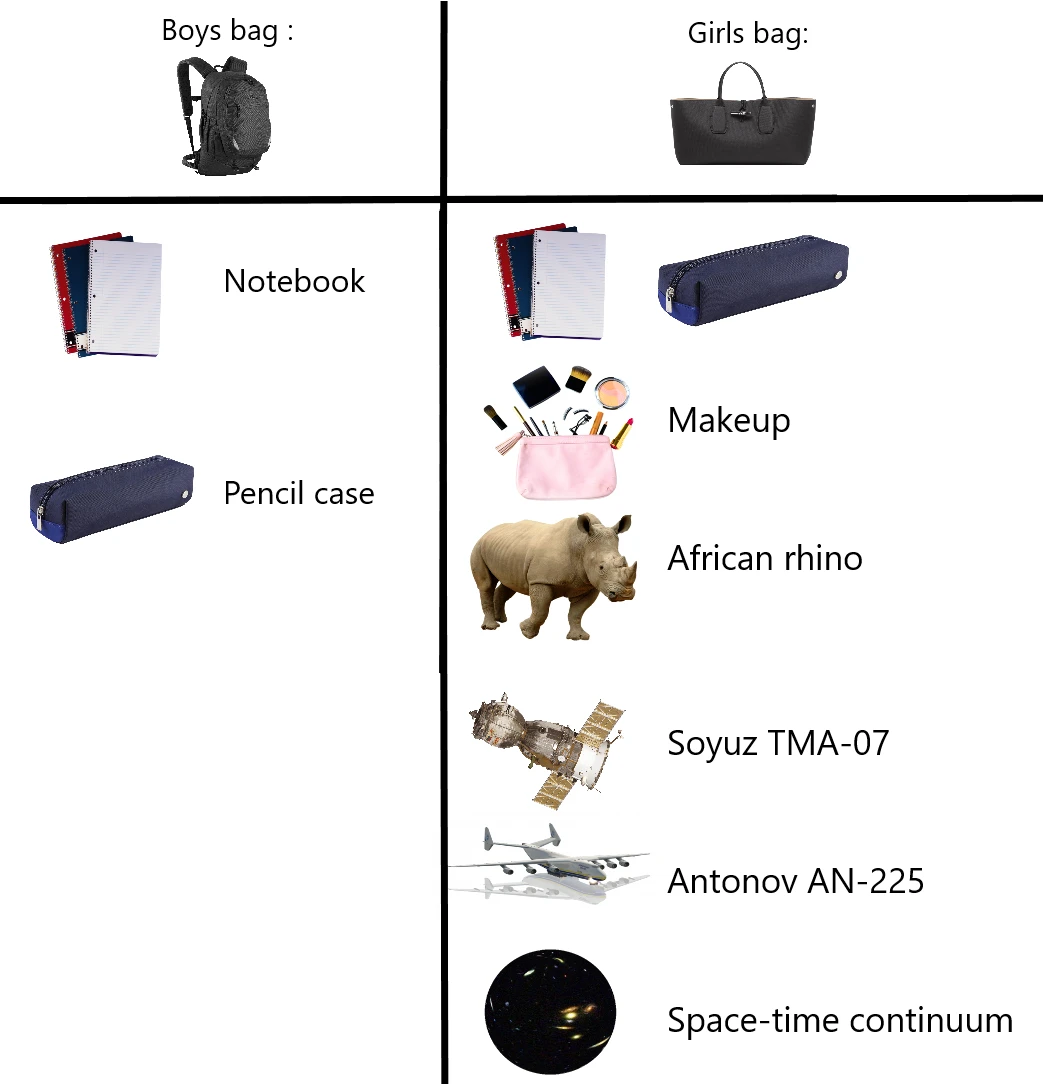 Boys bag :
Girls bag:
Notebook
Pencil case
Makeup
African rhino
Soyuz TMA-07
Antonov AN-225
Space-time continuum